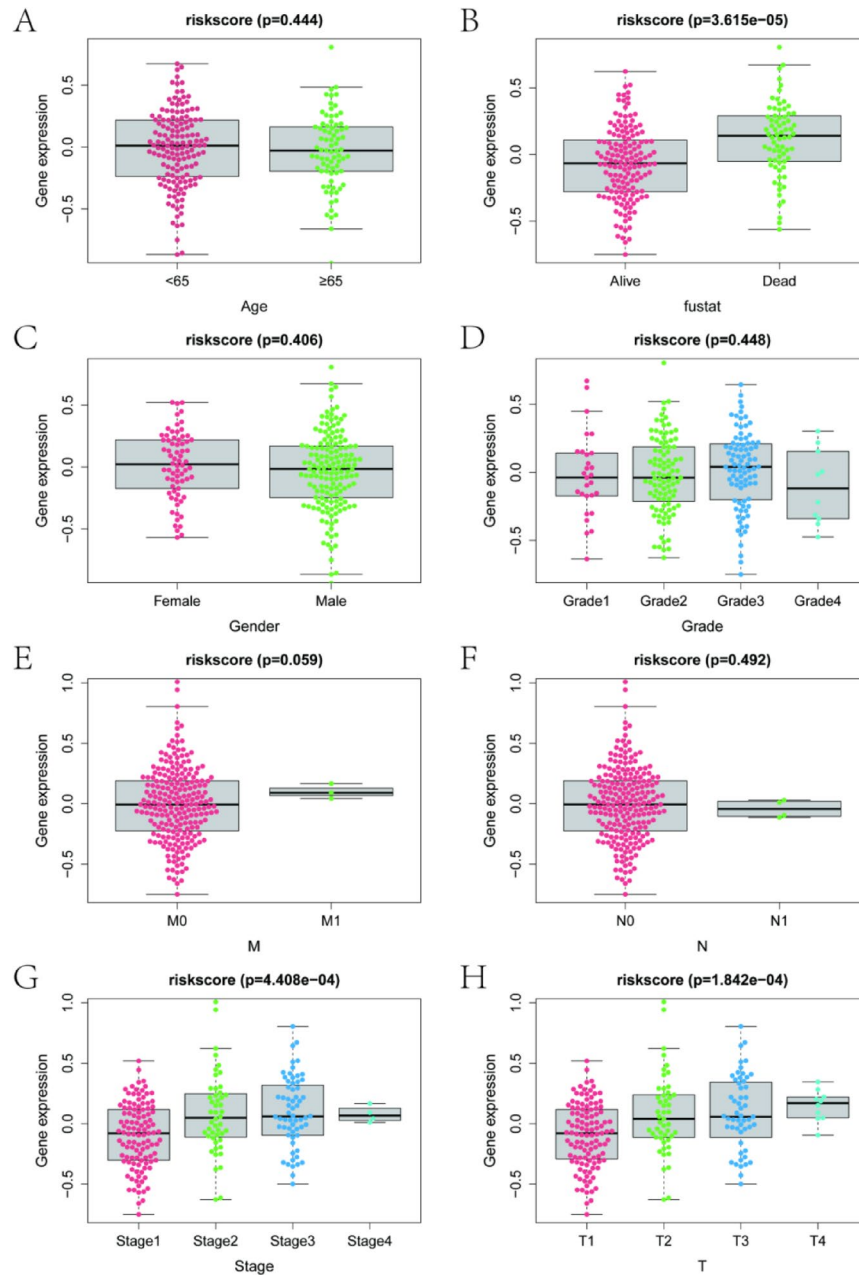 A
riskscore (p=0.444)
Gene expression
0.5
0.0
−0.5
<65
≥65
Age
B
riskscore (p=3.615e−05)
Gene expression
0.5
0.0
−0.5
Alive
Dead
fustat
C
riskscore (p=0.406)
Gene expression
0.5
0.0
−0.5
Female
Male
Gender
D
riskscore (p=0.448)
Gene expression
0.5
0.0
−0.5
Grade1
Grade2
Grade3
Grade4
Grade
E
riskscore (p=0.059)
Gene expression
1.0
0.5
0.0
−0.5
M0
M1
M
F
riskscore (p=0.492)
Gene expression
1.0
0.5
0.0
−0.5
N0
N1
N
G
riskscore (p=4.408e−04)
Gene expression
1.0
0.5
0.0
−0.5
Stage1
Stage2
Stage3
Stage4
Stage
H
riskscore (p=1.842e−04)
Gene expression
1.0
0.5
0.0
−0.5
T1
T2
T3
T4
T